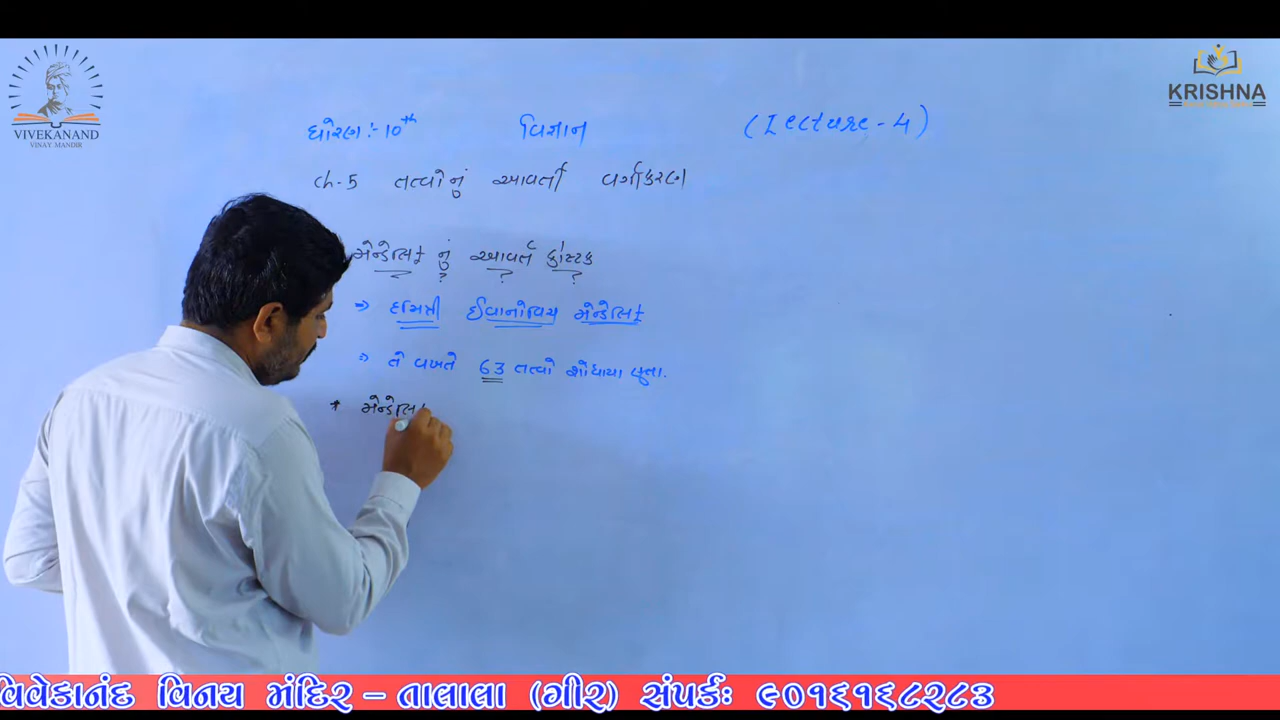 VIVEKANAND
VINAY MANDIR
KRISHNA
ધોરણ :- 10th વિજ્ઞાન (Lecture - 4)
ch-5 તત્વોનું આવર્તી વર્ગીકરણ
મેન્ડેલિફ નું આવર્ત કોષ્ટક
? ? ?
⇒ દમિત્રી ઈવાનોવિચ મેન્ડેલિફ
⇒ તે વખતે 63 તત્વો શોધાયા હતા.
* મેન્ડેલિફ
વિવેકાનંદ વિનય મંદિર – તાલાલા (ગીર) સંપર્કઃ ૯૦૧૬૧૬૮૨૮૩